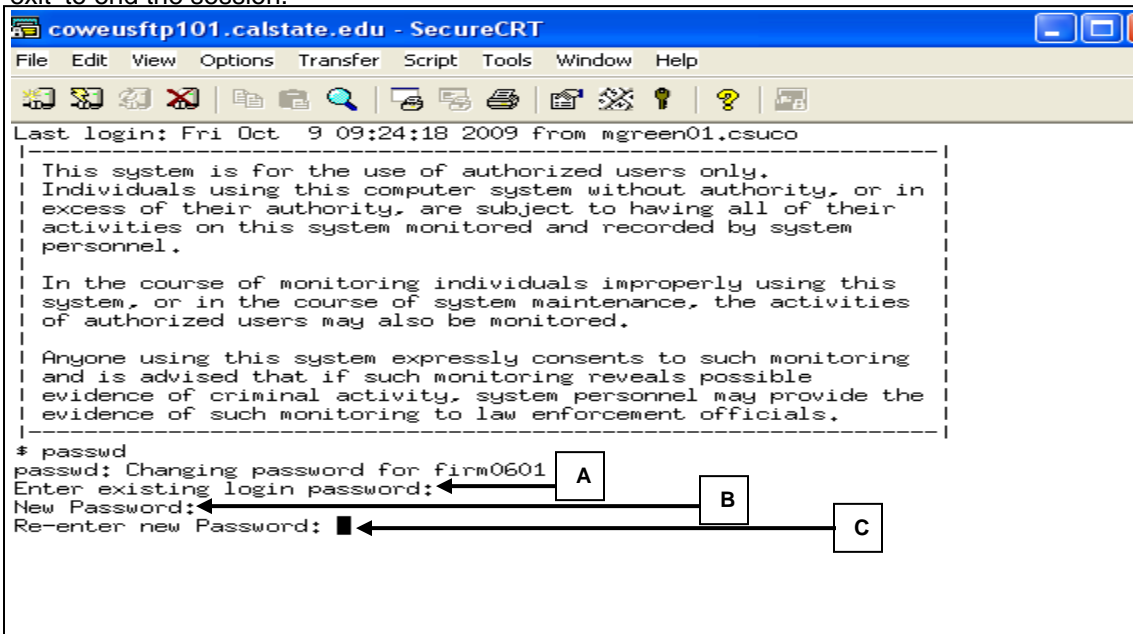 exit' to end the session.
coweusftp101.calstate.edu - SecureCRT
File Edit View Options Transfer Script Tools Window Help
Last login: Fri Oct 9 09:24:18 2009 from mgreen01.csuco
This system is for the use of authorized users only.
Individuals using this computer system without authority, or in
excess of their authority, are subject to having all of their
activities on this system monitored and recorded by system
personnel.
In the course of monitoring individuals improperly using this
system, or in the course of system maintenance, the activities
of authorized users may also be monitored.
Anyone using this system expressly consents to such monitoring
and is advised that if such monitoring reveals possible
evidence of criminal activity, system personnel may provide the
evidence of such monitoring to law enforcement officials.
$ passwd
passwd: Changing password for firm0601
Enter existing login password:
A
New Password:
B
Re-enter new Password:
C